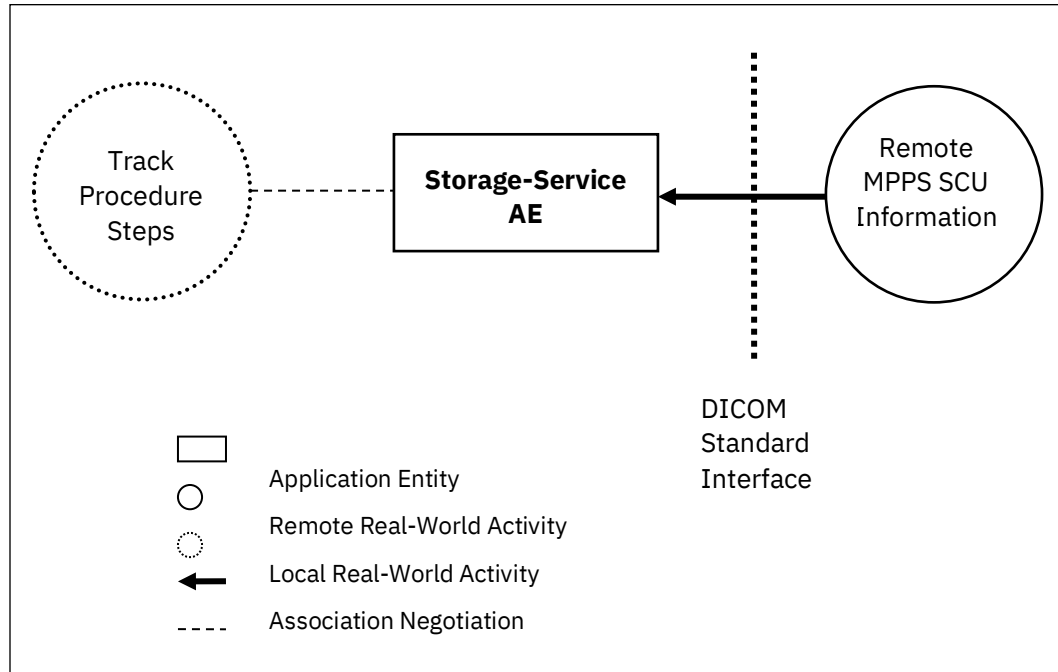 Track
Procedure
Steps
Storage-Service
AE
Remote
MPPS SCU
Information
DICOM
Standard
Interface
Application Entity
Remote Real-World Activity
Local Real-World Activity
Association Negotiation